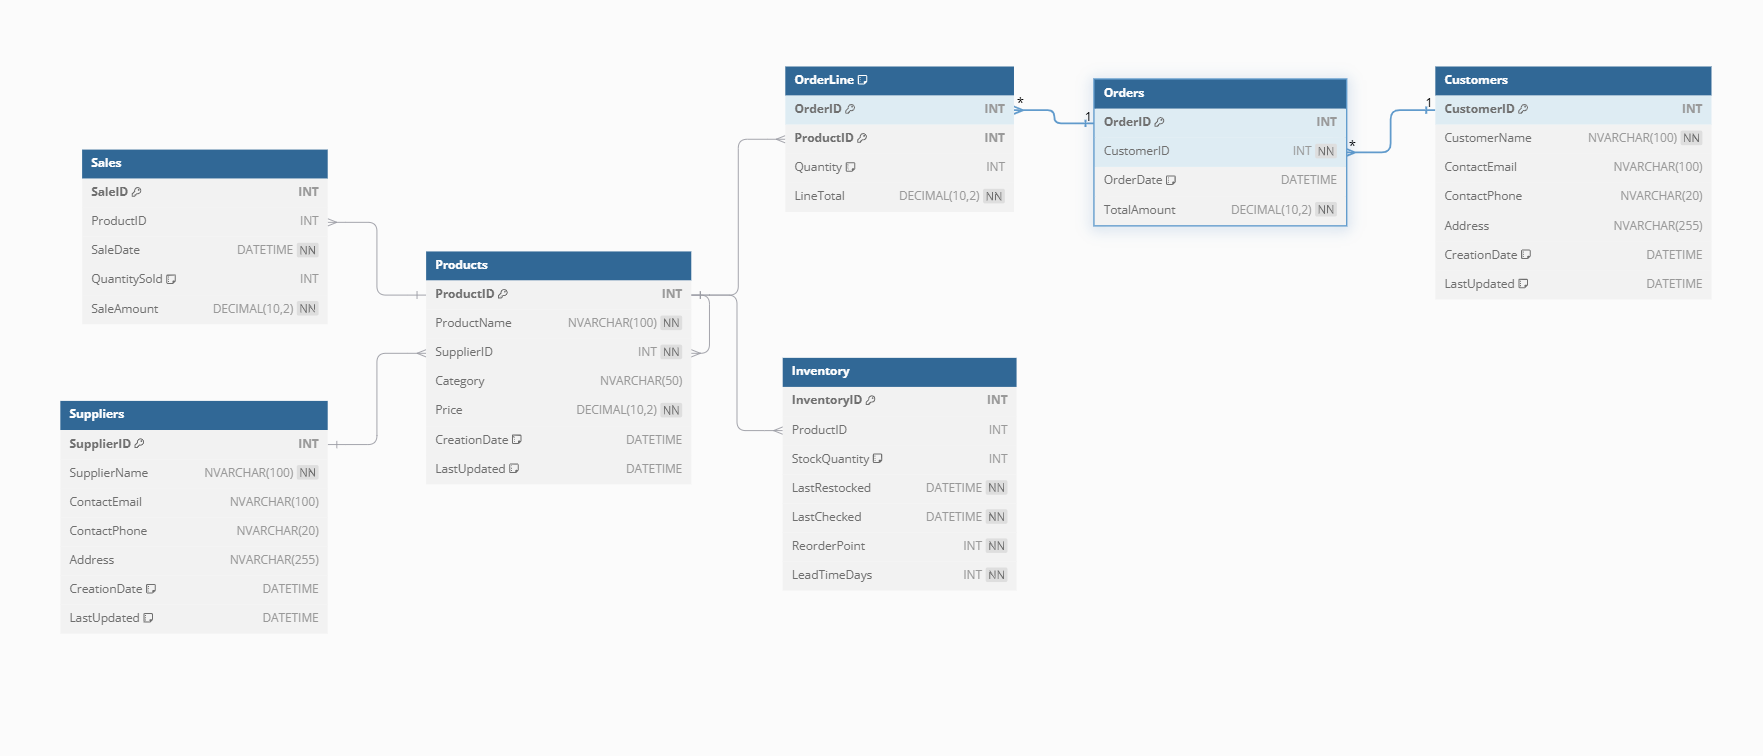 Sales
SaleID INT
ProductID INT
SaleDate DATETIME NN
QuantitySold INT
SaleAmount DECIMAL(10,2) NN
Suppliers
SupplierID INT
SupplierName NVARCHAR(100) NN
ContactEmail NVARCHAR(100)
ContactPhone NVARCHAR(20)
Address NVARCHAR(255)
CreationDate DATETIME
LastUpdated DATETIME
Products
ProductID INT
ProductName NVARCHAR(100) NN
SupplierID INT NN
Category NVARCHAR(50)
Price DECIMAL(10,2) NN
CreationDate DATETIME
LastUpdated DATETIME
OrderLine
OrderID INT
ProductID INT
Quantity INT
LineTotal DECIMAL(10,2) NN
* 1
Inventory
InventoryID INT
ProductID INT
StockQuantity INT
LastRestocked DATETIME NN
LastChecked DATETIME NN
ReorderPoint INT NN
LeadTimeDays INT NN
Orders
OrderID INT
CustomerID INT NN
OrderDate DATETIME
TotalAmount DECIMAL(10,2) NN
* 1
Customers
CustomerID INT
CustomerName NVARCHAR(100) NN
ContactEmail NVARCHAR(100)
ContactPhone NVARCHAR(20)
Address NVARCHAR(255)
CreationDate DATETIME
LastUpdated DATETIME